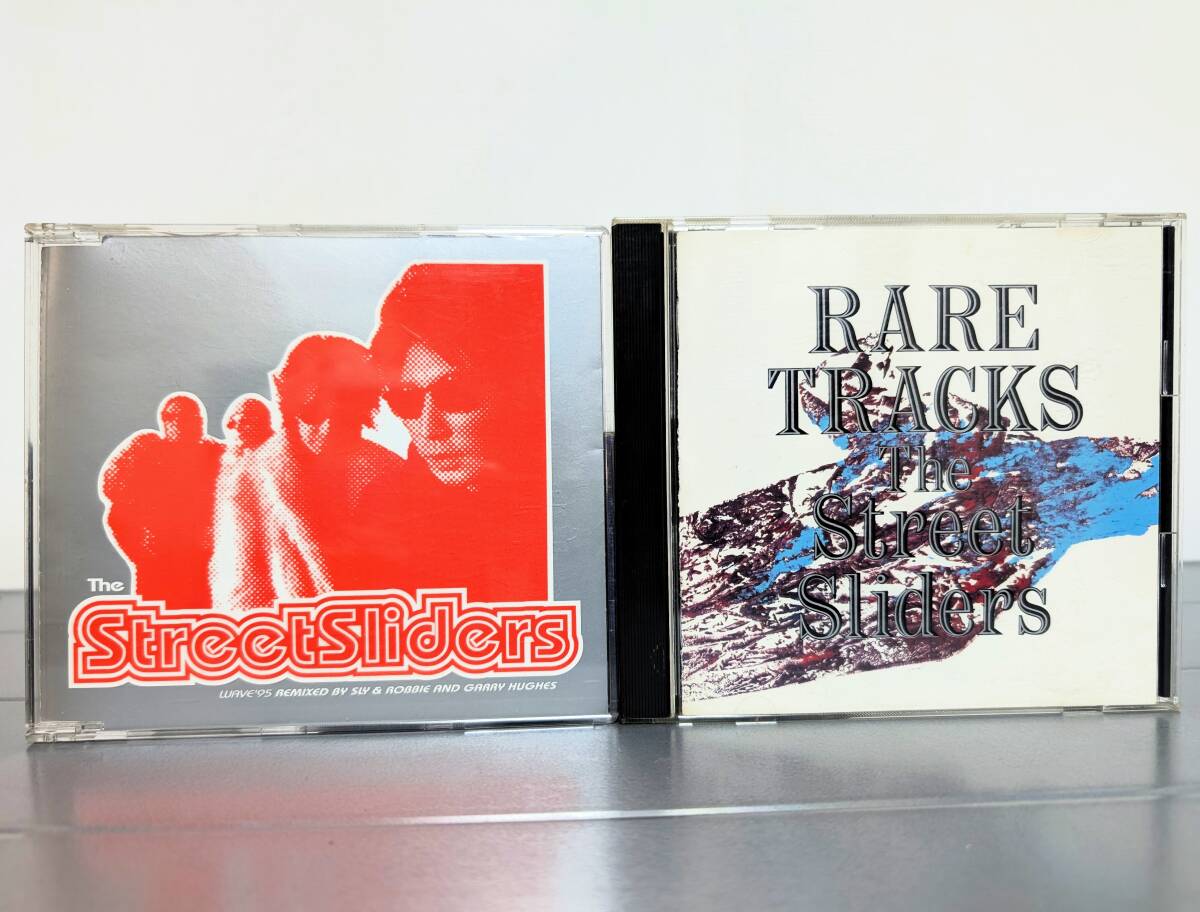 The
StreetSliders
WAVE'95 REMIXED BY SLY & ROBBIE AND GARRY HUGHES
RARE
TRACKS
The
Street
Sliders